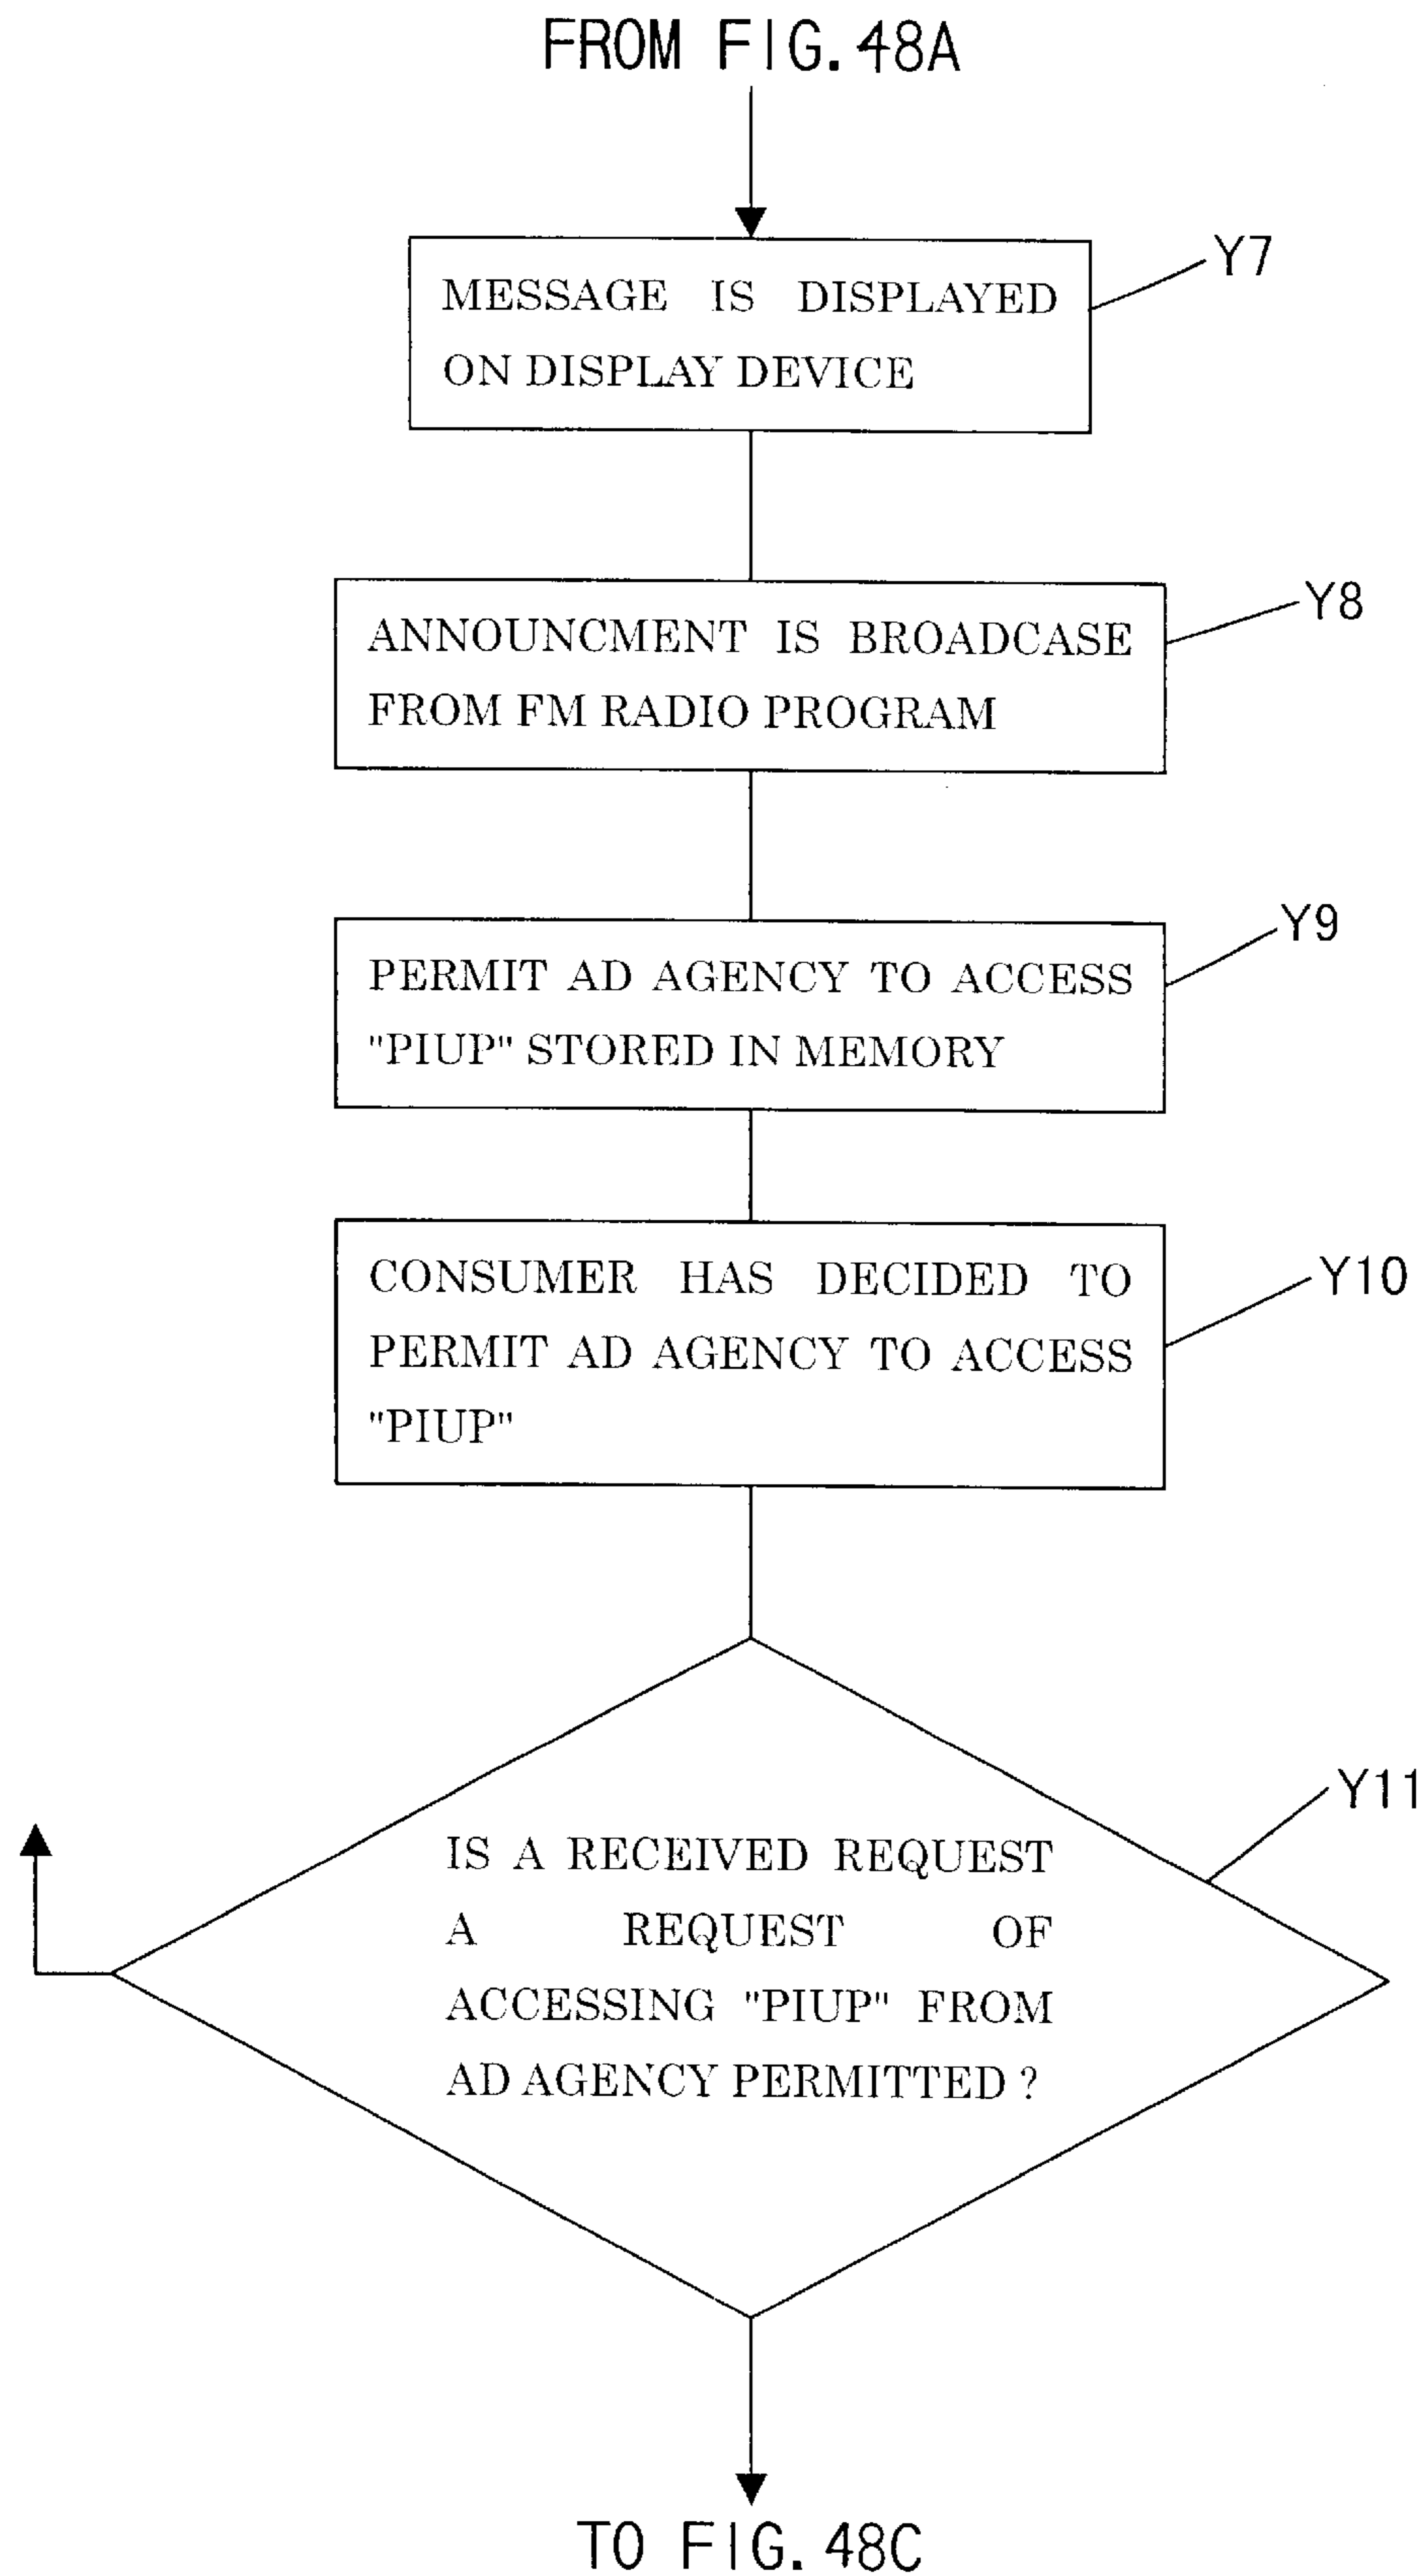 FROM FIG. 48A
Y7
MESSAGE IS DISPLAYED
ON DISPLAY DEVICE
Y8
ANNOUNCMENT IS BROADCASE
FROM FM RADIO PROGRAM
Y9
PERMIT AD AGENCY TO ACCESS
"PIUP" STORED IN MEMORY
Y10
CONSUMER HAS DECIDED TO
PERMIT AD AGENCY TO ACCESS
"PIUP"
Y11
IS A RECEIVED REQUEST
A REQUEST OF
ACCESSING "PIUP" FROM
AD AGENCY PERMITTED ?
TO FIG. 48C